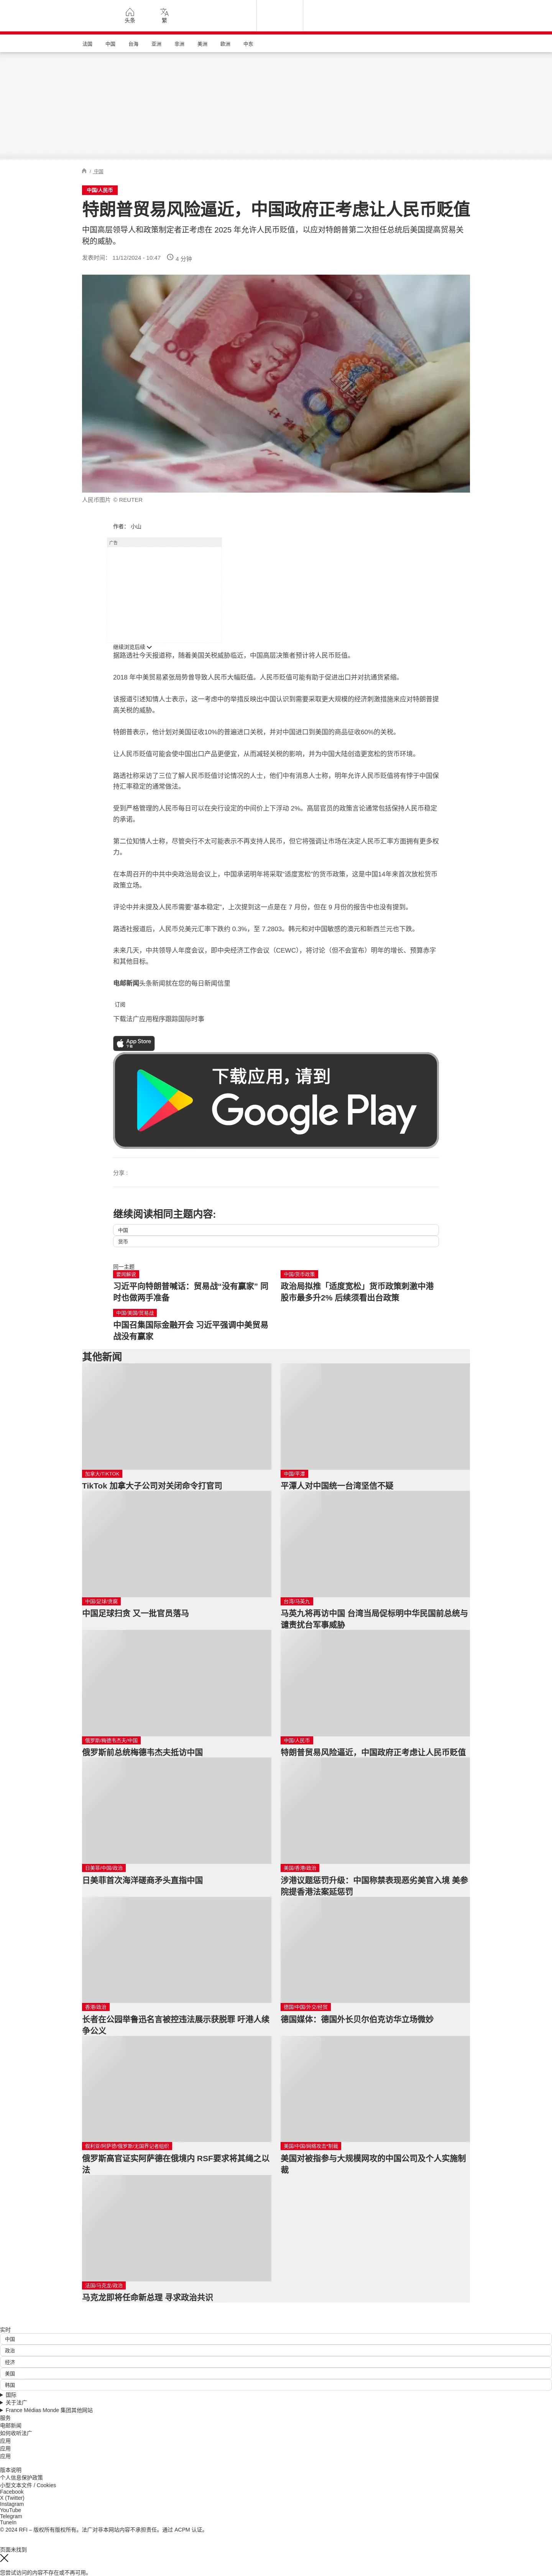 头条
繁
法国
中国
台海
亚洲
非洲
美洲
欧洲
中东
中国
中国/人民币
特朗普贸易风险逼近，中国政府正考虑让人民币贬值
中国高层领导人和政策制定者正考虑在 2025 年允许人民币贬值，以应对特朗普第二次担任总统后美国提高贸易关
税的威胁。
发表时间： 11/12/2024 - 10:47
4 分钟
人民币图片 © REUTER
作者： 小山
广告
继续浏览后续
据路透社今天报道称，随着美国关税威胁临近，中国高层决策者预计将人民币贬值。
2018 年中美贸易紧张局势曾导致人民币大幅贬值。人民币贬值可能有助于促进出口并对抗通货紧缩。
该报道引述知情人士表示，这一考虑中的举措反映出中国认识到需要采取更大规模的经济刺激措施来应对特朗普提
高关税的威胁。
特朗普表示，他计划对美国征收10%的普遍进口关税，并对中国进口到美国的商品征收60%的关税。
让人民币贬值可能会使中国出口产品更便宜，从而减轻关税的影响，并为中国大陆创造更宽松的货币环境。
路透社称采访了三位了解人民币贬值讨论情况的人士，他们中有消息人士称，明年允许人民币贬值将有悖于中国保
持汇率稳定的通常做法。
受到严格管理的人民币每日可以在央行设定的中间价上下浮动 2%。高层官员的政策言论通常包括保持人民币稳定
的承诺。
第二位知情人士称，尽管央行不太可能表示不再支持人民币，但它将强调让市场在决定人民币汇率方面拥有更多权
力。
在本周召开的中共中央政治局会议上，中国承诺明年将采取“适度宽松”的货币政策，这是中国14年来首次放松货币
政策立场。
评论中并未提及人民币需要“基本稳定”，上次提到这一点是在 7 月份，但在 9 月份的报告中也没有提到。
路透社报道后，人民币兑美元汇率下跌约 0.3%，至 7.2803。韩元和对中国敏感的澳元和新西兰元也下跌。
未来几天，中共领导人年度会议，即中央经济工作会议（CEWC），将讨论（但不会宣布）明年的增长、预算赤字
和其他目标。
电邮新闻头条新闻就在您的每日新闻信里
订阅
下载法广应用程序跟踪国际时事
App Store
下载
下载应用，请到
Google Play
分享 :
继续阅读相同主题内容:
中国
货币
同一主题
要闻解说
习近平向特朗普喊话：贸易战“没有赢家” 同
时也做两手准备
中国/货币政策
政治局拟推「适度宽松」货币政策刺激中港
股市最多升2% 后续须看出台政策
中国/美国/贸易战
中国召集国际金融开会 习近平强调中美贸易
战没有赢家
其他新闻
加拿大/TIKTOK
TikTok 加拿大子公司对关闭命令打官司
中国/平潭
平潭人对中国统一台湾坚信不疑
中国/足球/贪腐
中国足球扫贪 又一批官员落马
台湾/马英九
马英九将再访中国 台湾当局促标明中华民国前总统与
谴责扰台军事威胁
俄罗斯/梅德韦杰夫/中国
俄罗斯前总统梅德韦杰夫抵访中国
中国/人民币
特朗普贸易风险逼近，中国政府正考虑让人民币贬值
日美菲/中国/政治
日美菲首次海洋磋商矛头直指中国
美国/香港/政治
涉港议题惩罚升级：中国称禁表现恶劣美官入境 美参
院提香港法案延惩罚
香港/政治
长者在公园举鲁迅名言被控违法展示获脱罪 吁港人续
争公义
德国/中国/外交/经贸
德国媒体：德国外长贝尔伯克访华立场微妙
叙利亚/阿萨德/俄罗斯/无国界记者组织
俄罗斯高官证实阿萨德在俄境内 RSF要求将其绳之以
法
美国/中国/网络攻击*制裁
美国对被指参与大规模网攻的中国公司及个人实施制
裁
法国/马克龙/政治
马克龙即将任命新总理 寻求政治共识
实时
中国
政治
经济
美国
韩国
国际
关于法广
France Médias Monde 集团其他网站
服务
电邮新闻
如何收听法广
应用
应用
应用
版本说明
个人信息保护政策
小型文本文件 / Cookies
Facebook
X (Twitter)
Instagram
YouTube
Telegram
TuneIn
© 2024 RFI – 版权所有版权所有。法广对非本网站内容不承担责任。通过 ACPM 认证。
页面未找到
您尝试访问的内容不存在或不再可用。